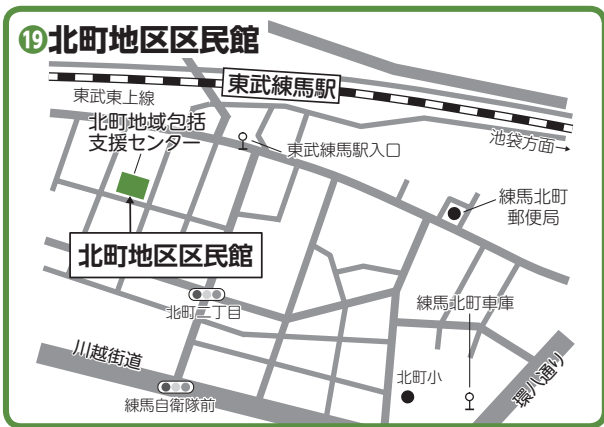 ⑲北町地区区民館
東武練馬駅
東武東上線
北町地域包括
支援センター
東武練馬駅入口
池袋方面→
練馬北町
郵便局
北町地区区民館
北町二丁目
練馬北町車庫
川越街道
環八通り
北町小
練馬自衛隊前